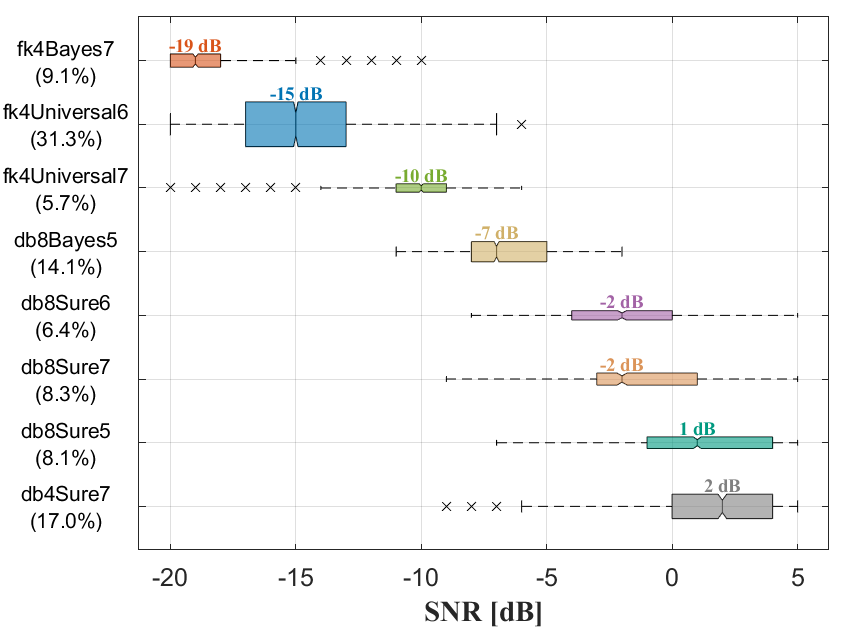 fk4Bayes7
(9.1%)
-19 dB
fk4Universal6
(31.3%)
-15 dB
fk4Universal7
(5.7%)
-10 dB
db8Bayes5
(14.1%)
-7 dB
db8Sure6
(6.4%)
-2 dB
db8Sure7
(8.3%)
-2 dB
db8Sure5
(8.1%)
1 dB
db4Sure7
(17.0%)
2 dB
-20 -15 -10 -5 0 5
SNR [dB]